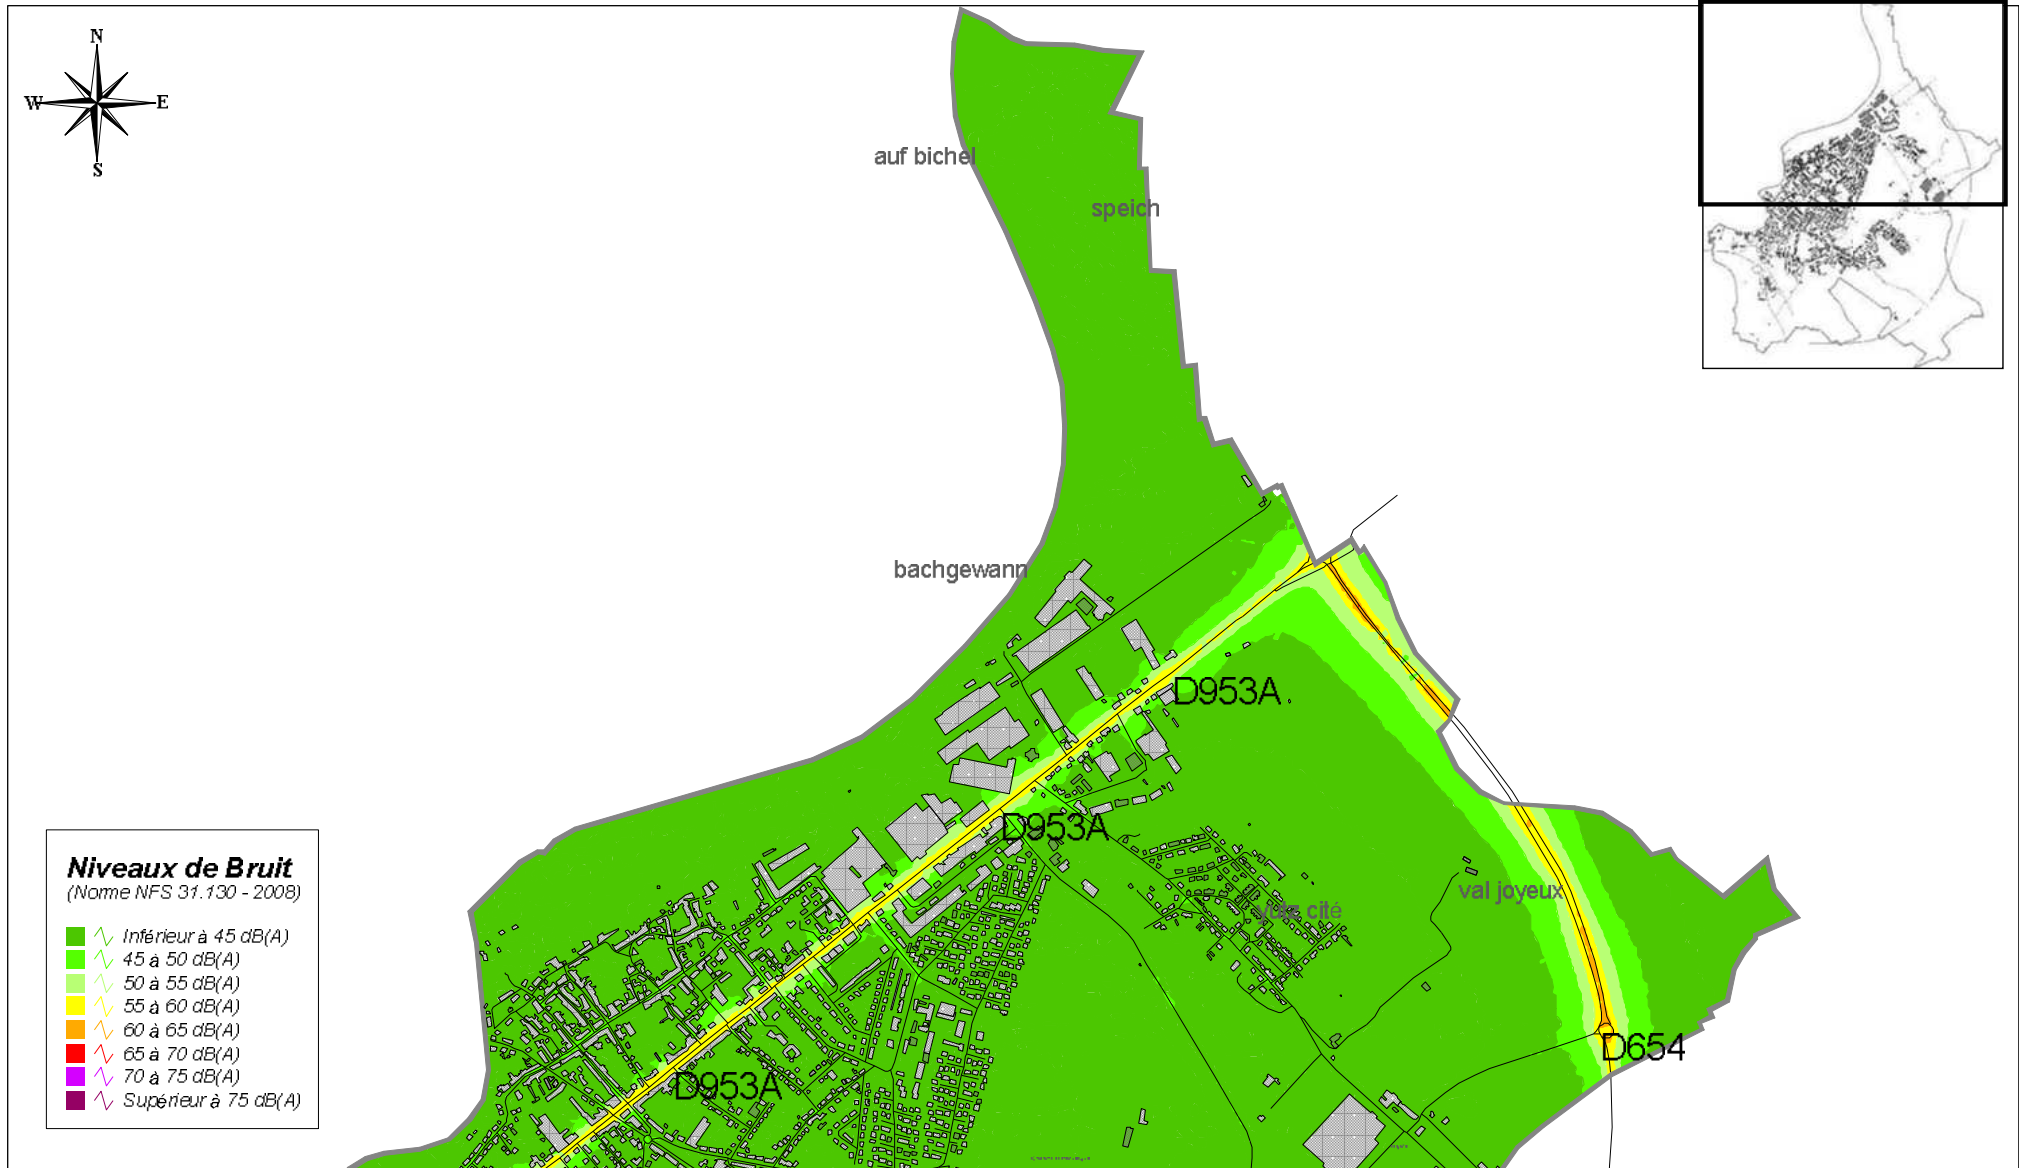 N
W
E
S
auf bichel
speich
bachgewann
D953A
D953A
val joyeux
cité
D654
D953A
Niveaux de Bruit
(Norme NFS 31.130 - 2008)
Inférieur à 45 dB(A)
45 à 50 dB(A)
50 à 55 dB(A)
55 à 60 dB(A)
60 à 65 dB(A)
65 à 70 dB(A)
70 à 75 dB(A)
Supérieur à 75 dB(A)